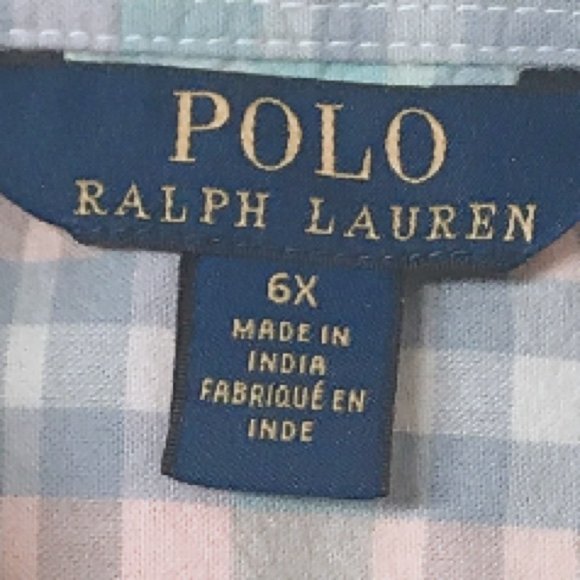 POLO
RALPH LAUREN
6X
MADE IN
INDIA
FABRIQUÉ EN
INDE